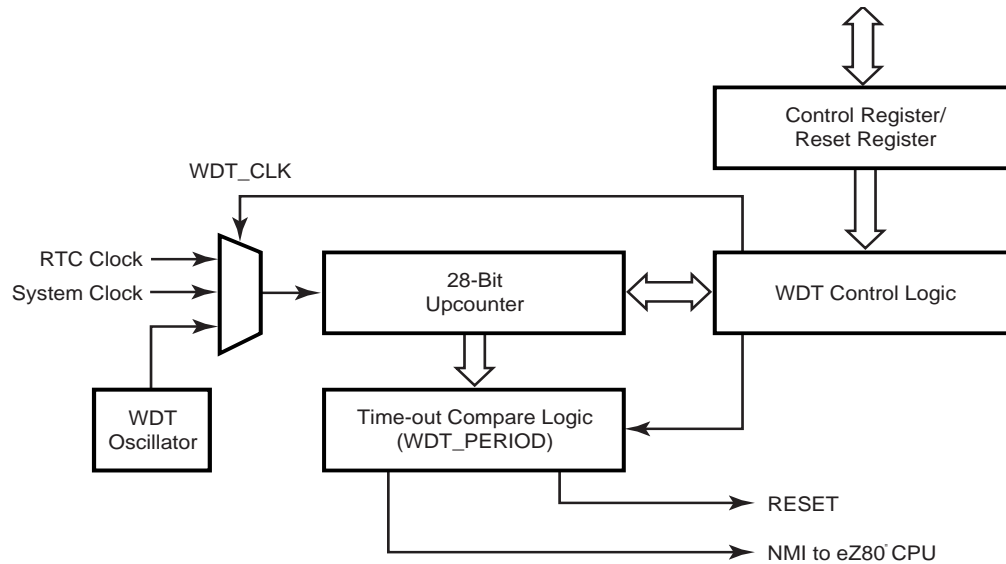 Control Register/
Reset Register
WDT_CLK
RTC Clock
System Clock
28-Bit
Upcounter
WDT Control Logic
WDT
Oscillator
Time-out Compare Logic
(WDT_PERIOD)
RESET
NMI to eZ80 CPU